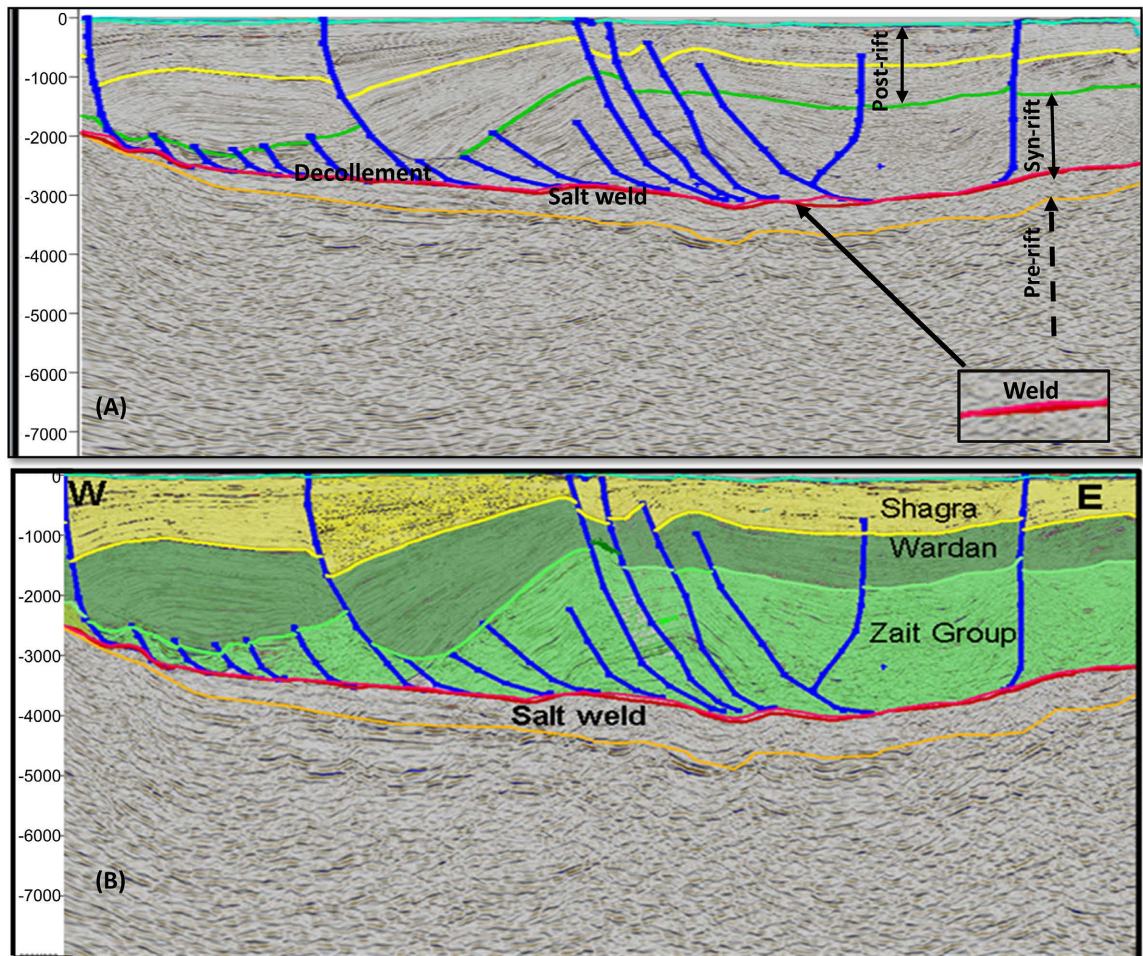 0
-1000
-2000
-3000
-4000
-5000
-6000
-7000
Post-rift
Syn-rift
Pre-rift
Decollement
Salt weld
Weld
(A)
W
E
0
-1000
-2000
-3000
-4000
-5000
-6000
-7000
Shagra
Wardan
Zait Group
Salt weld
(B)